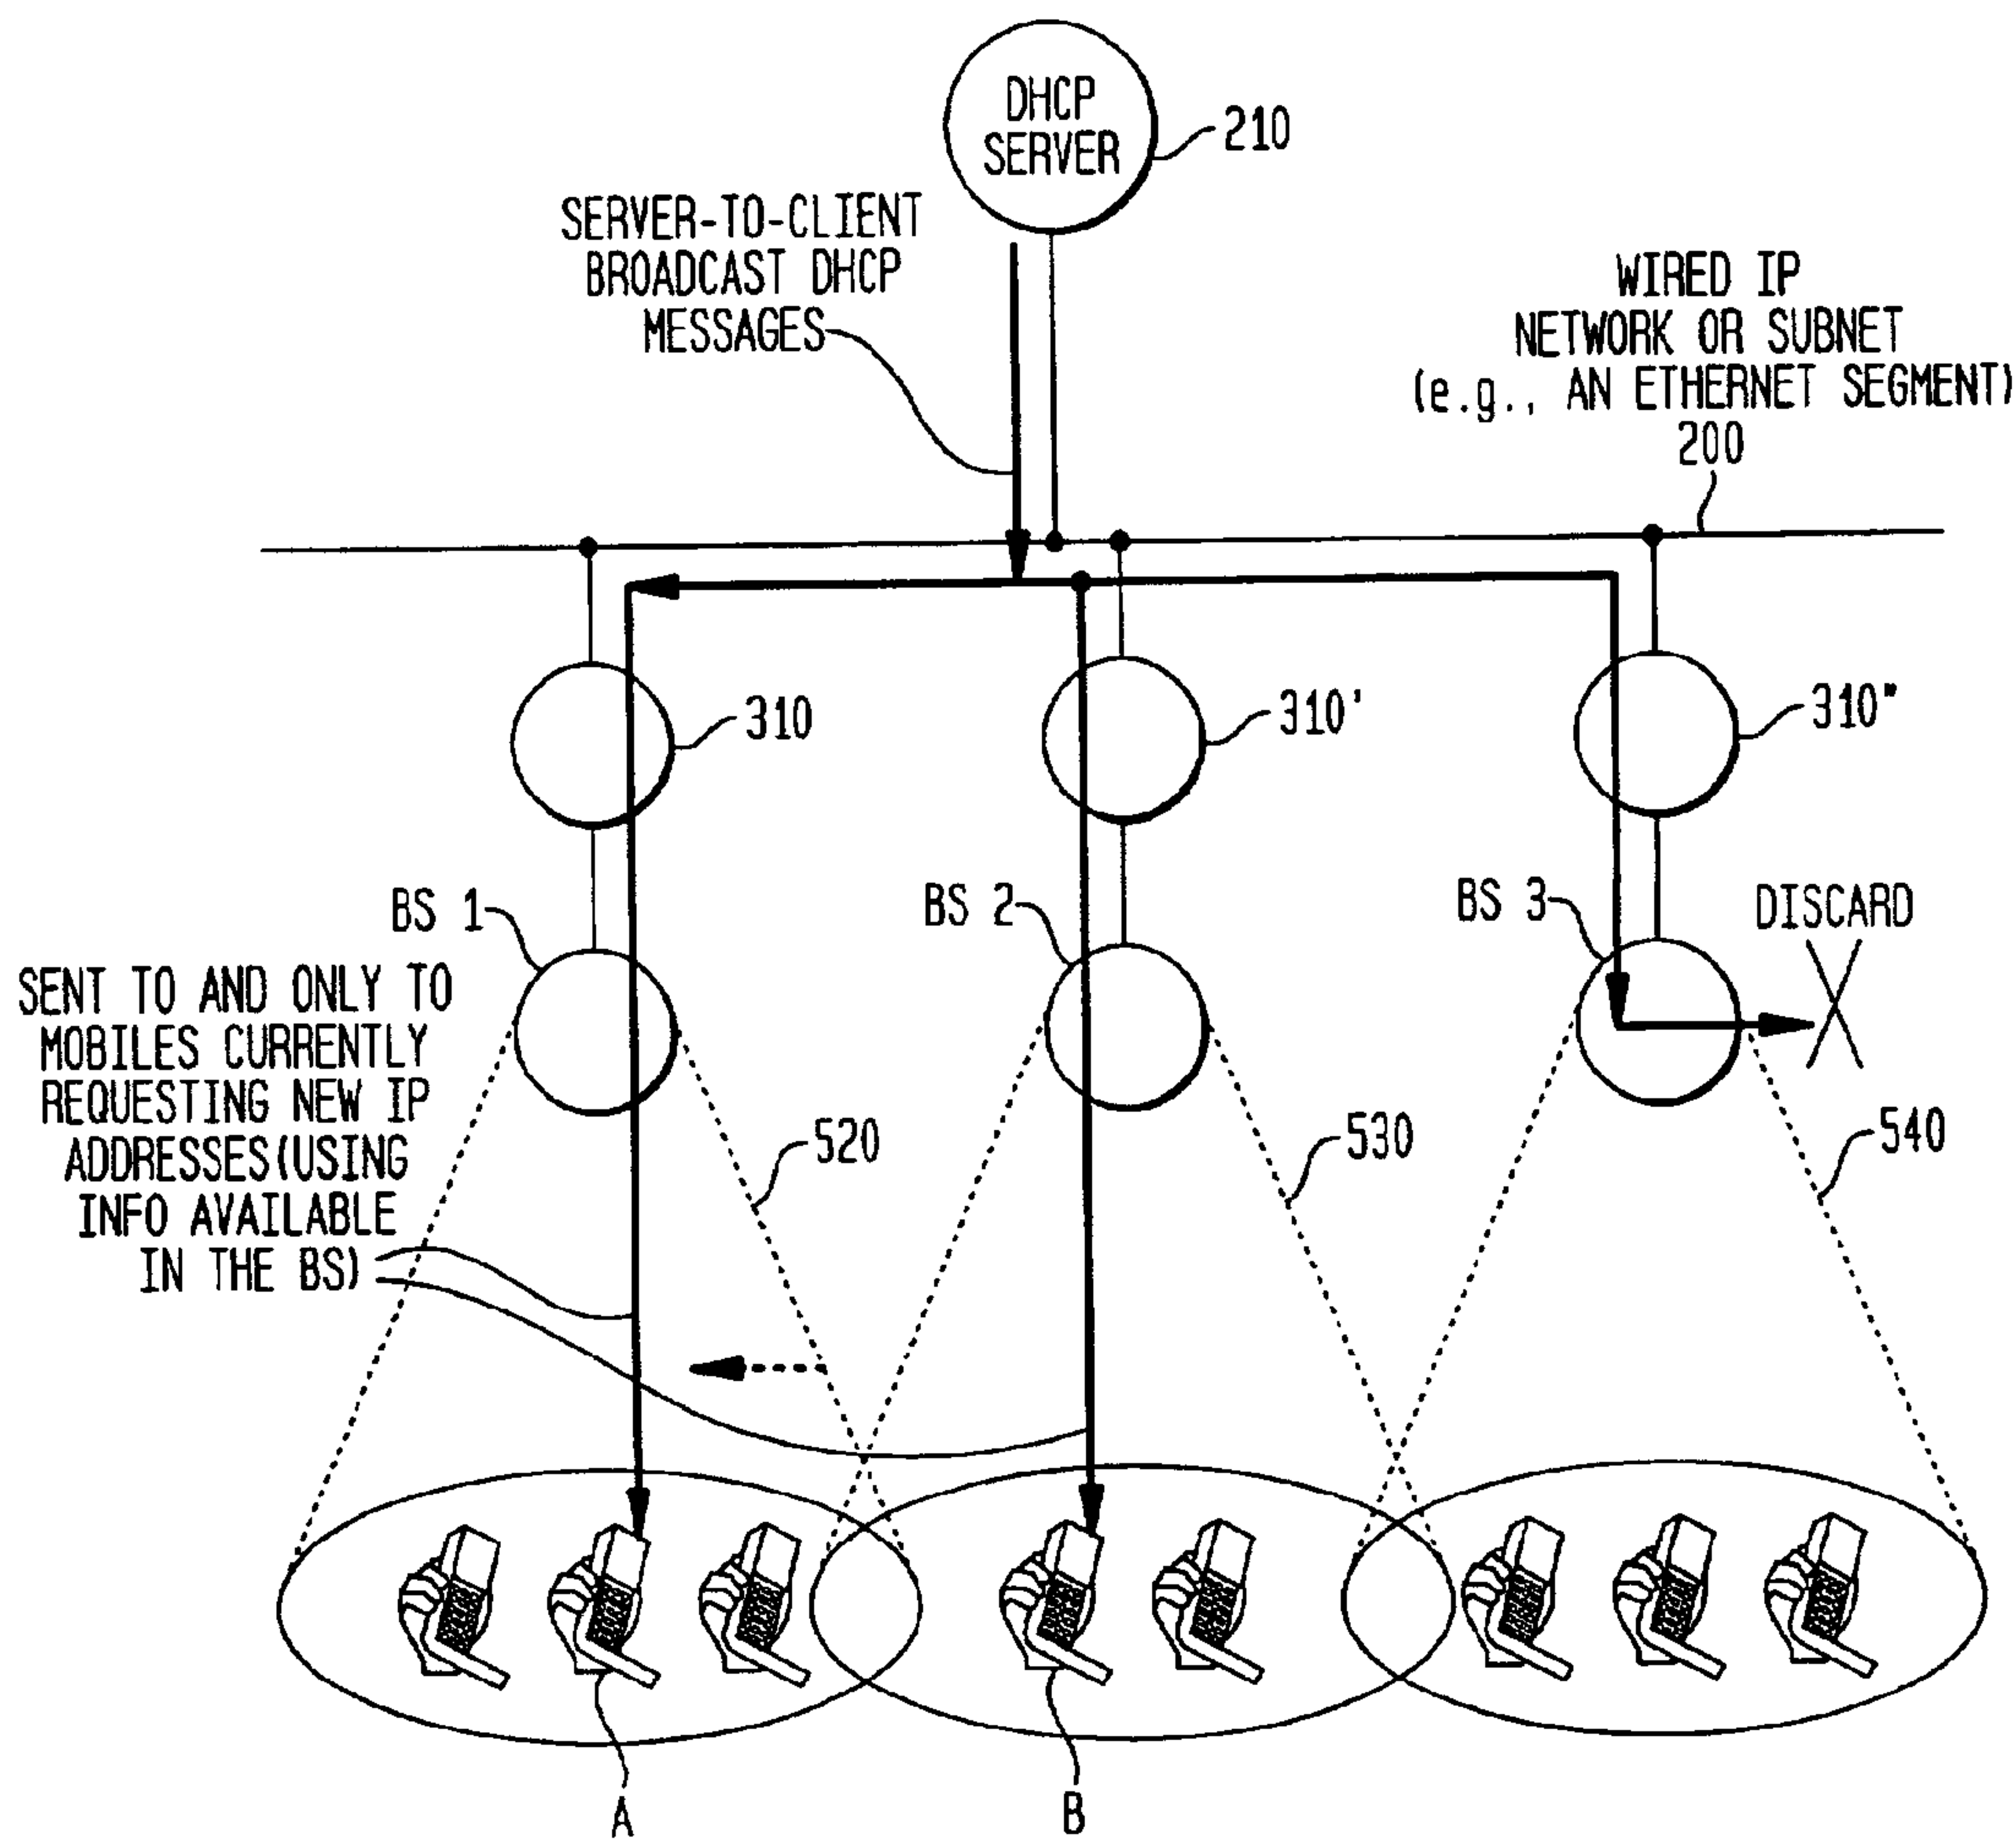 DHCP
SERVER
210
SERVER-TO-CLIENT
BROADCAST DHCP
MESSAGES
WIRED IP
NETWORK OR SUBNET
(e.g., AN ETHERNET SEGMENT)
200
310
310'
310"
BS 1
BS 2
BS 3
DISCARD
SENT TO AND ONLY TO
MOBILES CURRENTLY
REQUESTING NEW IP
ADDRESSES(USING
INFO AVAILABLE
IN THE BS)
520
530
540
A
B